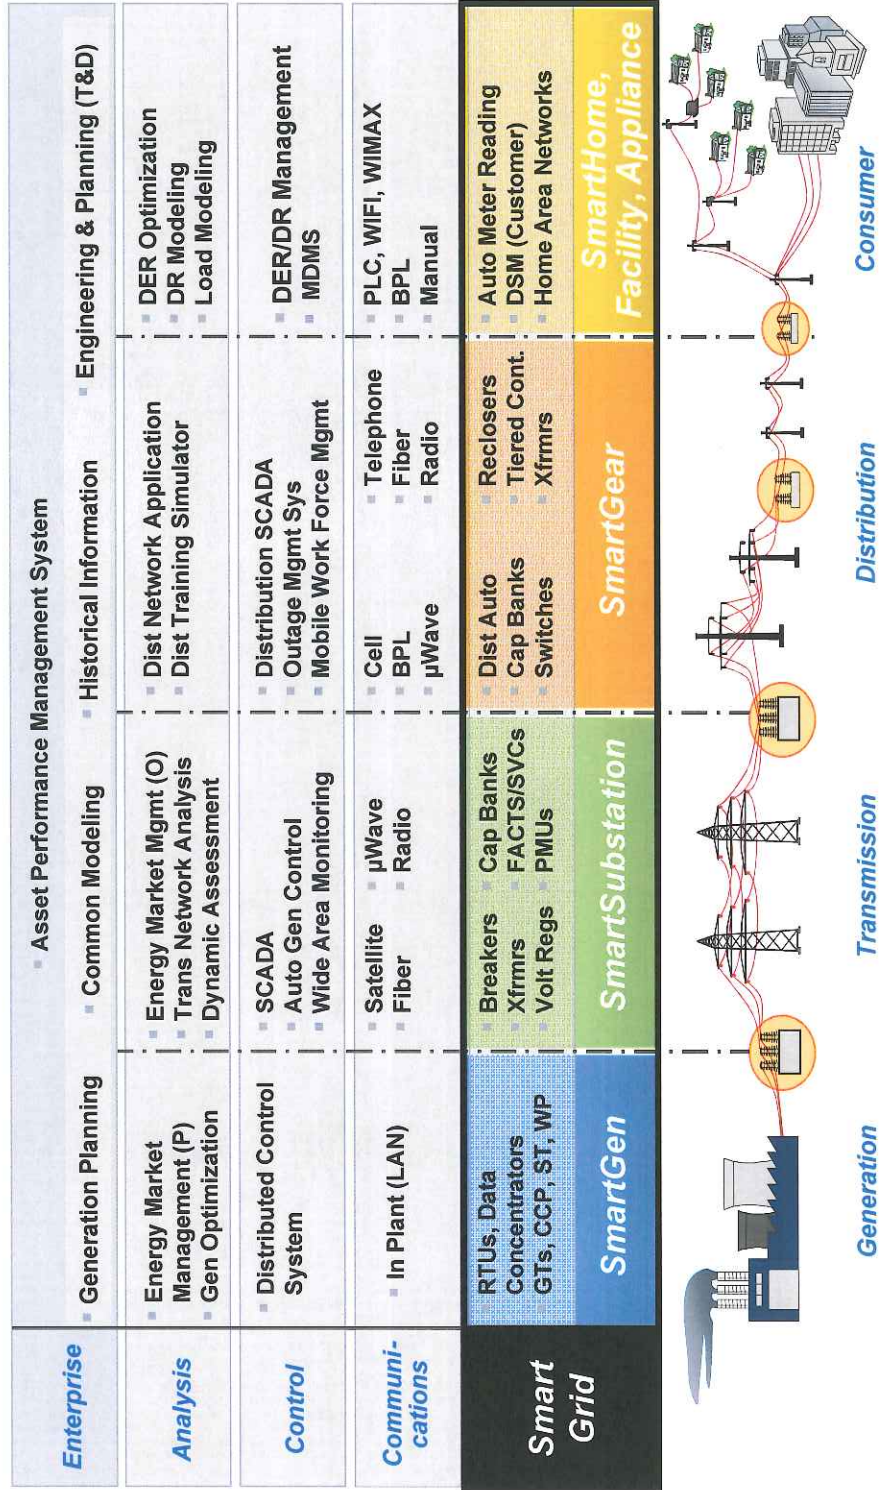 Enterprise
Asset Performance Management System
Generation Planning
Common Modeling
Historical Information
Engineering & Planning (T&D)
Analysis
Energy Market
Management (P)
Gen Optimization
Energy Market Mgmt (O)
Trans Network Analysis
Dynamic Assessment
Dist Network Application
Dist Training Simulator
DER Optimization
DR Modeling
Load Modeling
Control
Distributed Control
System
SCADA
Auto Gen Control
Wide Area Monitoring
Distribution SCADA
Outage Mgmt Sys
Mobile Work Force Mgmt
DER/DR Management
MDMS
Communi-
cations
In Plant (LAN)
Satellite
Fiber
µWave
Radio
Cell
BPL
µWave
Telephone
Fiber
Radio
PLC, WIFI, WIMAX
BPL
Manual
Smart
Grid
RTUs, Data
Concentrators
GTs, CCP, ST, WP
Breakers
Xfrmrs
Volt Regs
Cap Banks
FACTS/SVCs
PMUs
Dist Auto
Cap Banks
Switches
Reclosers
Tiered Cont.
Xfrmrs
Auto Meter Reading
DSM (Customer)
Home Area Networks
SmartGen
SmartSubstation
SmartGear
SmartHome,
Facility, Appliance
Generation
Transmission
Distribution
Consumer